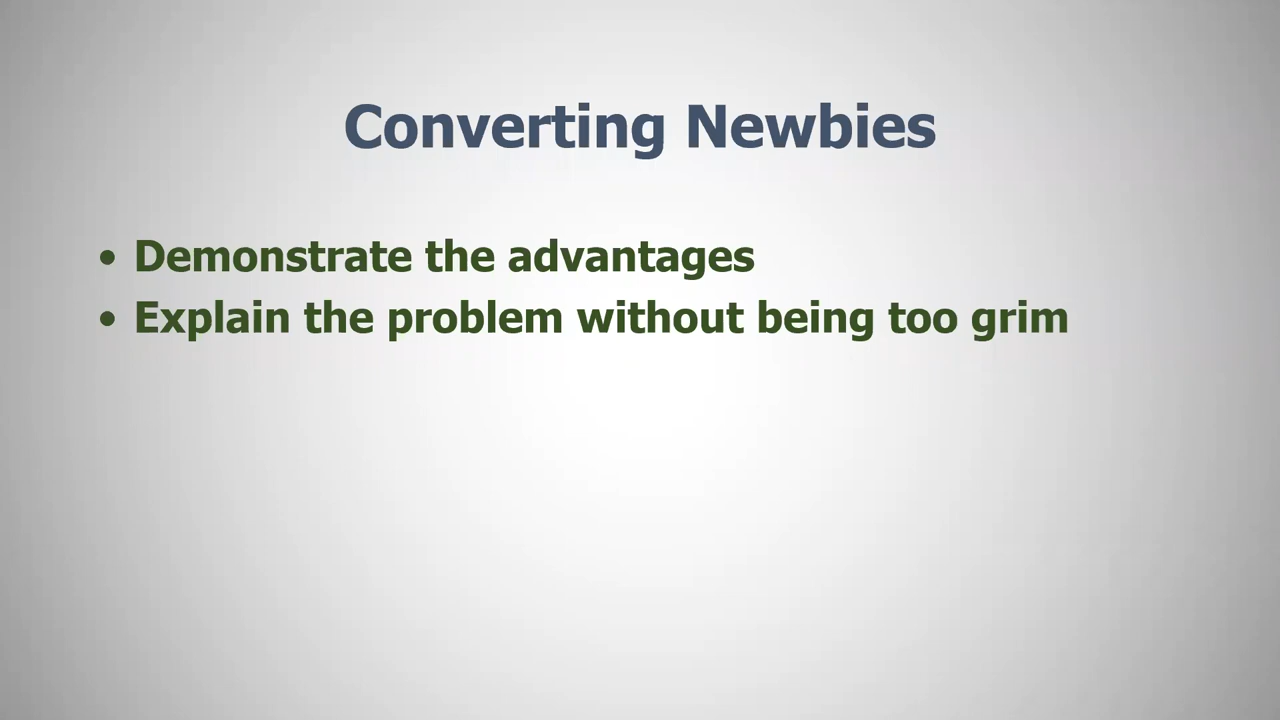 Converting Newbies
• Demonstrate the advantages
• Explain the problem without being too grim